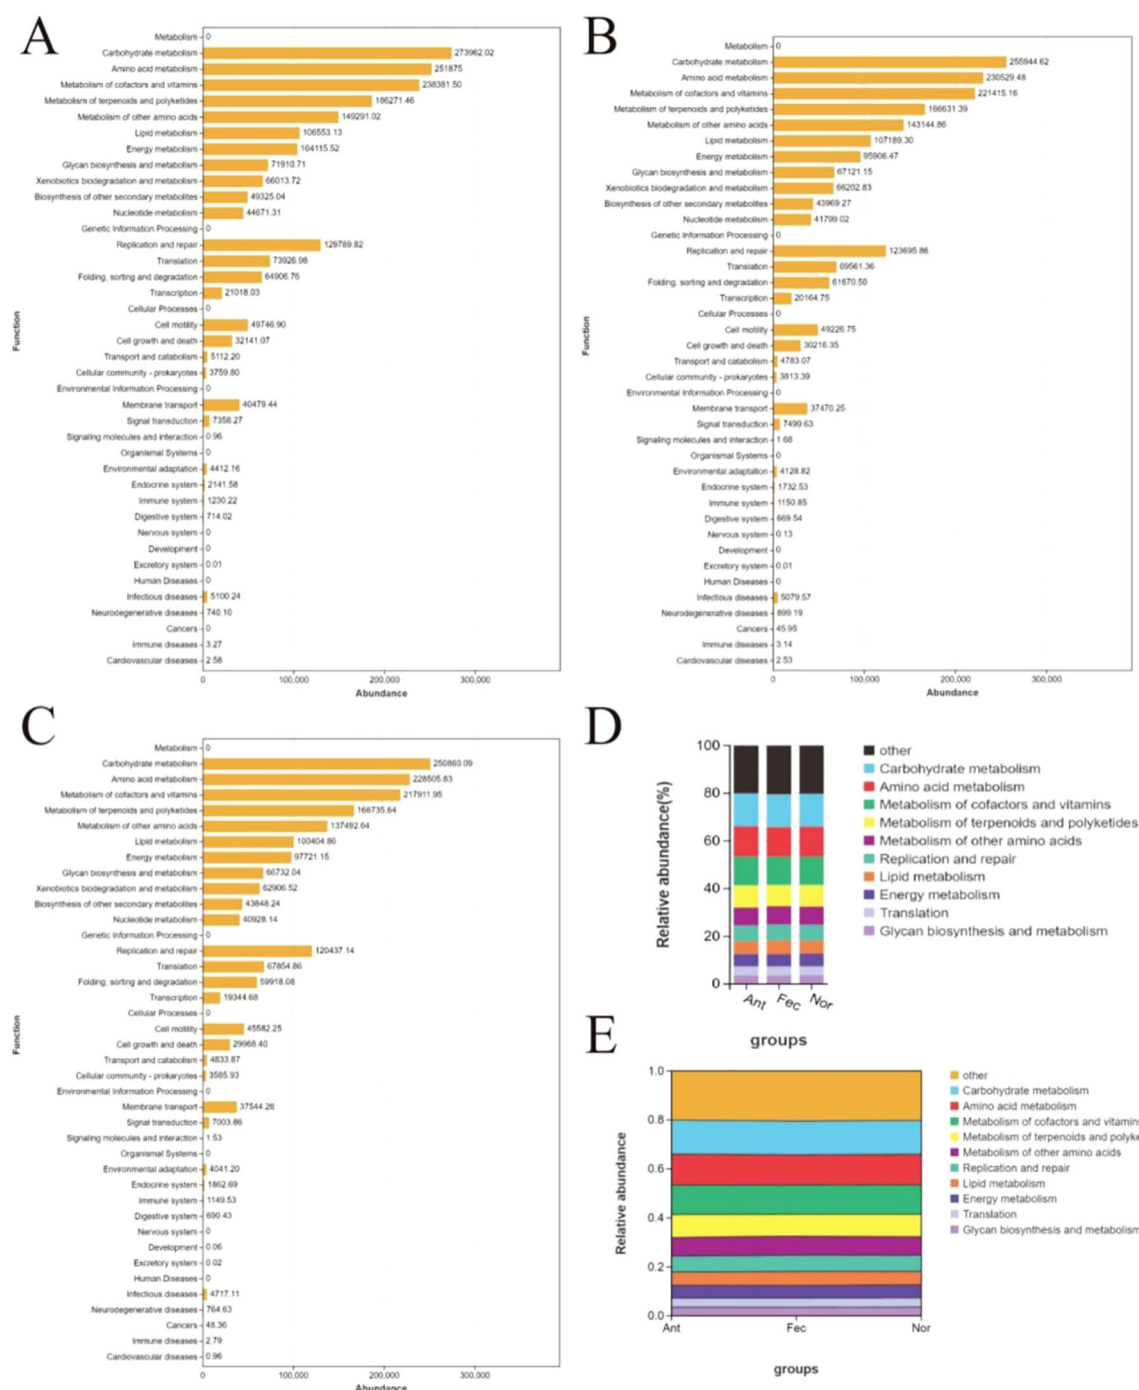 A
Metabolism 0
Carbohydrate metabolism 273962.02
Amino acid metabolism 251875
Metabolism of cofactors and vitamins 238381.50
Metabolism of terpenoids and polyketides 186271.46
Metabolism of other amino acids 149291.02
Lipid metabolism 106553.13
Energy metabolism 104115.52
Glycan biosynthesis and metabolism 71910.71
Xenobiotics biodegradation and metabolism 66013.72
Biosynthesis of other secondary metabolites 49325.04
Nucleotide metabolism 44671.31
Genetic Information Processing 0
Replication and repair 129789.82
Translation 73926.98
Folding, sorting and degradation 64906.76
Transcription 21018.03
Cellular Processes 0
Cell motility 49746.90
Cell growth and death 32141.07
Transport and catabolism 5112.20
Cellular community - prokaryotes 3759.80
Environmental Information Processing 0
Membrane transport 40479.44
Signal transduction 7358.27
Signaling molecules and interaction 0.96
Organismal Systems 0
Environmental adaptation 4412.16
Endocrine system 2141.58
Immune system 1230.22
Digestive system 714.02
Nervous system 0
Development 0
Excretory system 0.01
Human Diseases 0
Infectious diseases 5100.24
Neurodegenerative diseases 740.10
Cancers 0
Immune diseases 3.27
Cardiovascular diseases 2.58
Function
0 100,000 200,000 300,000
Abundance
B
Metabolism 0
Carbohydrate metabolism 255944.62
Amino acid metabolism 230529.48
Metabolism of cofactors and vitamins 221415.16
Metabolism of terpenoids and polyketides 166631.39
Metabolism of other amino acids 143144.86
Lipid metabolism 107189.30
Energy metabolism 95906.47
Glycan biosynthesis and metabolism 67121.15
Xenobiotics biodegradation and metabolism 66202.83
Biosynthesis of other secondary metabolites 43969.27
Nucleotide metabolism 41799.02
Genetic Information Processing 0
Replication and repair 123695.86
Translation 69561.36
Folding, sorting and degradation 61670.50
Transcription 20164.75
Cellular Processes 0
Cell motility 49226.75
Cell growth and death 30216.35
Transport and catabolism 4783.07
Cellular community - prokaryotes 3813.39
Environmental Information Processing 0
Membrane transport 37470.25
Signal transduction 7499.63
Signaling molecules and interaction 1.68
Organismal Systems 0
Environmental adaptation 4128.82
Endocrine system 1732.53
Immune system 1150.85
Digestive system 669.54
Nervous system 0.13
Development 0
Excretory system 0.01
Human Diseases 0
Infectious diseases 5079.57
Neurodegenerative diseases 899.19
Cancers 45.95
Immune diseases 3.14
Cardiovascular diseases 2.53
Function
0 100,000 200,000 300,000
Abundance
C
Metabolism 0
Carbohydrate metabolism 250860.09
Amino acid metabolism 228505.83
Metabolism of cofactors and vitamins 217911.95
Metabolism of terpenoids and polyketides 166735.64
Metabolism of other amino acids 137492.64
Lipid metabolism 100404.86
Energy metabolism 97721.15
Glycan biosynthesis and metabolism 66732.04
Xenobiotics biodegradation and metabolism 62906.52
Biosynthesis of other secondary metabolites 43848.24
Nucleotide metabolism 40928.14
Genetic Information Processing 0
Replication and repair 120437.14
Translation 67854.86
Folding, sorting and degradation 59918.08
Transcription 19344.68
Cellular Processes 0
Cell motility 45582.25
Cell growth and death 29968.40
Transport and catabolism 4833.87
Cellular community - prokaryotes 3585.93
Environmental Information Processing 0
Membrane transport 37544.26
Signal transduction 7003.86
Signaling molecules and interaction 1.53
Organismal Systems 0
Environmental adaptation 4041.20
Endocrine system 1862.69
Immune system 1149.53
Digestive system 690.43
Nervous system 0
Development 0.06
Excretory system 0.02
Human Diseases 0
Infectious diseases 4717.11
Neurodegenerative diseases 764.63
Cancers 48.36
Immune diseases 2.79
Cardiovascular diseases 0.96
Function
0 100,000 200,000 300,000
Abundance
D
Relative abundance(%)
100
80
60
40
20
0
Ant Fec Nor
groups
other
Carbohydrate metabolism
Amino acid metabolism
Metabolism of cofactors and vitamins
Metabolism of terpenoids and polyketides
Metabolism of other amino acids
Replication and repair
Lipid metabolism
Energy metabolism
Translation
Glycan biosynthesis and metabolism
E
Relative abundance
1.0
0.8
0.6
0.4
0.2
0.0
Ant Fec Nor
groups
other
Carbohydrate metabolism
Amino acid metabolism
Metabolism of cofactors and vitamins
Metabolism of terpenoids and polyke
Metabolism of other amino acids
Replication and repair
Lipid metabolism
Energy metabolism
Translation
Glycan biosynthesis and metabolism